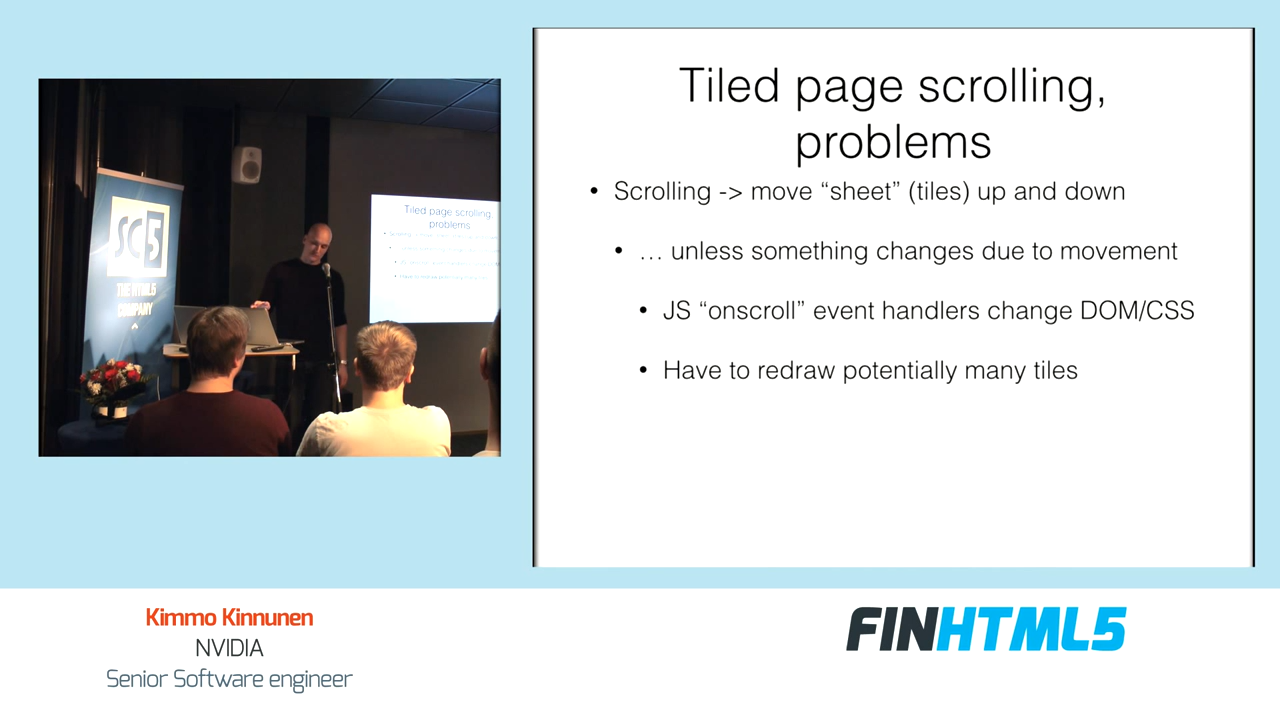 Tiled page scrolling,
problems
• Scrolling -> move “sheet” (tiles) up and down
• … unless something changes due to movement
• JS “onscroll” event handlers change DOM/CSS
• Have to redraw potentially many tiles
SC5
THE HTML5
COMPANY
Tiled page scrolling,
problems
Kimmo Kinnunen
NVIDIA
Senior Software engineer
FINHTML5